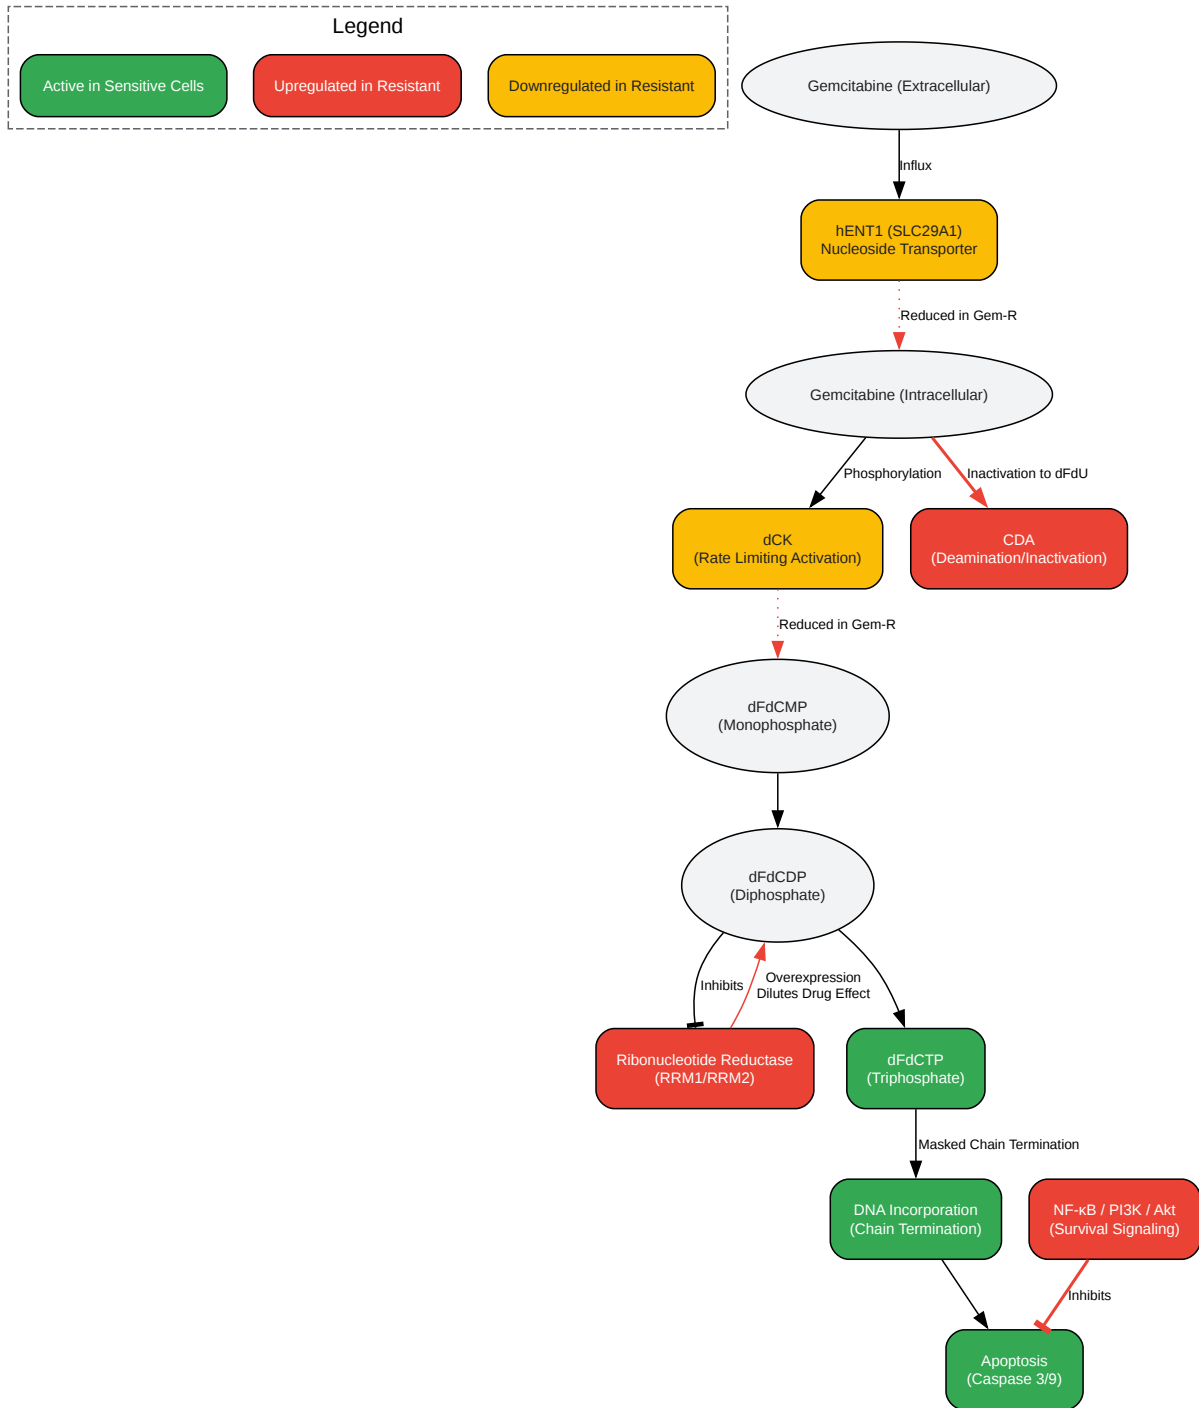 Legend
Active in Sensitive Cells
Upregulated in Resistant
Downregulated in Resistant
Gemcitabine (Extracellular)
Influx
hENT1 (SLC29A1)
Nucleoside Transporter
Reduced in Gem-R
Gemcitabine (Intracellular)
Phosphorylation
Inactivation to dFdU
dCK
(Rate Limiting Activation)
CDA
(Deamination/Inactivation)
Reduced in Gem-R
dFdCMP
(Monophosphate)
dFdCDP
(Diphosphate)
Inhibits
Overexpression
Dilutes Drug Effect
Ribonucleotide Reductase
(RRM1/RRM2)
dFdCTP
(Triphosphate)
Masked Chain Termination
DNA Incorporation
(Chain Termination)
NF-κB / PI3K / Akt
(Survival Signaling)
Inhibits
Apoptosis
(Caspase 3/9)